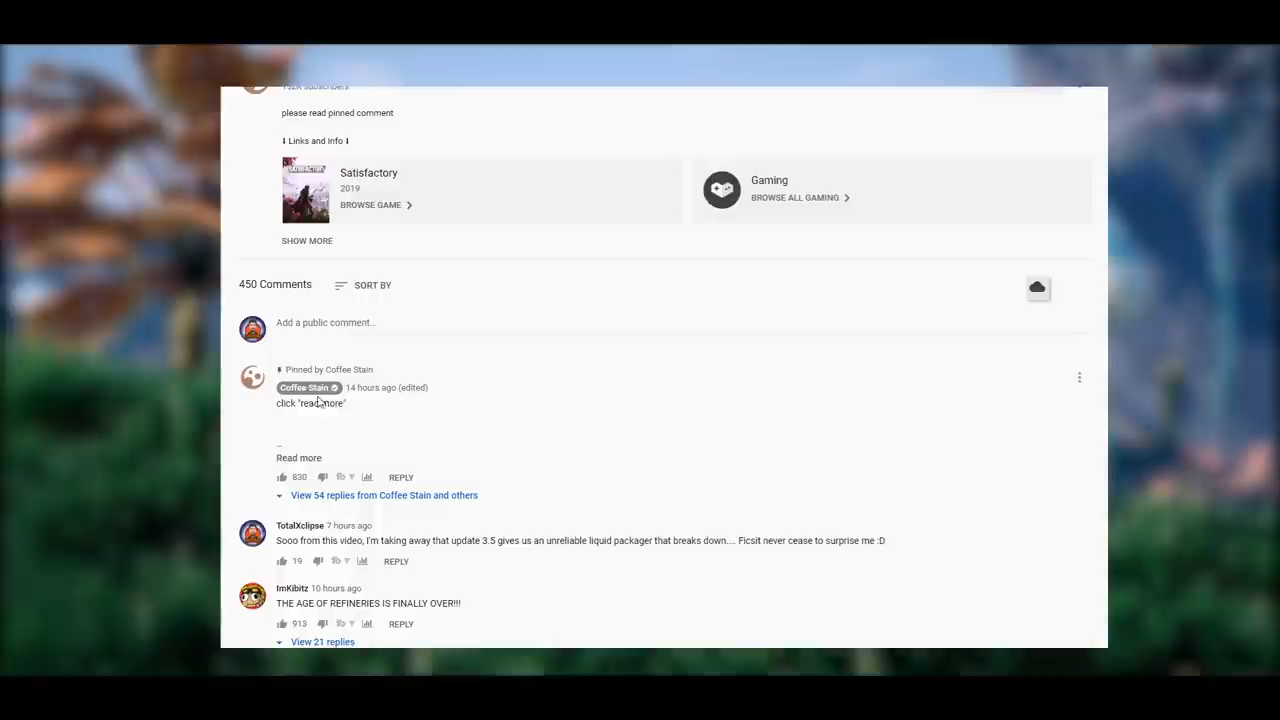 152K subscribers
please read pinned comment
⬇ Links and Info ⬇
SATISFACTORY
Satisfactory
2019
BROWSE GAME
Gaming
BROWSE ALL GAMING
SHOW MORE
450 Comments SORT BY
Add a public comment...
Pinned by Coffee Stain
Coffee Stain 14 hours ago (edited)
click "read more"
...
Read more
830 REPLY
View 54 replies from Coffee Stain and others
TotalXclipse 7 hours ago
Sooo from this video, I'm taking away that update 3.5 gives us an unreliable liquid packager that breaks down.... Ficsit never cease to surprise me :D
19 REPLY
ImKibitz 10 hours ago
THE AGE OF REFINERIES IS FINALLY OVER!!!
913 REPLY
View 21 replies